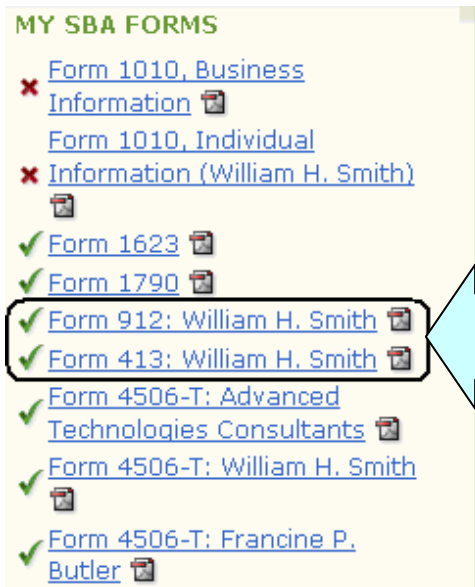 MY SBA FORMS
Form 1010, Business
Information
Form 1010, Individual
Information (William H. Smith)
Form 1623
Form 1790
Form 912: William H. Smith
Form 413: William H. Smith
Form 4506-T: Advanced
Technologies Consultants
Form 4506-T: William H. Smith
Form 4506-T: Francine P.
Butler